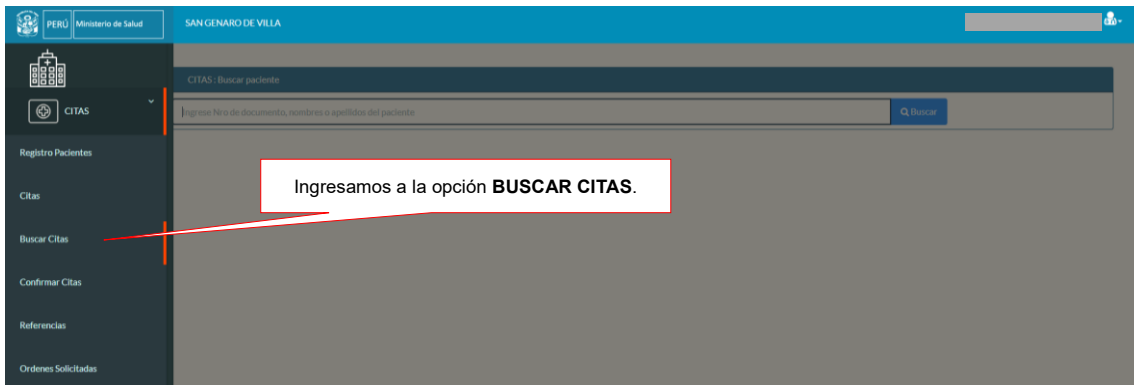 PERÚ Ministerio de Salud
SAN GENARO DE VILLA
CITAS
CITAS : Buscar paciente
Ingrese Nro de documento, nombres o apellidos del paciente
Buscar
Registro Pacientes
Ingresamos a la opción BUSCAR CITAS.
Citas
Buscar Citas
Confirmar Citas
Referencias
Ordenes Solicitadas